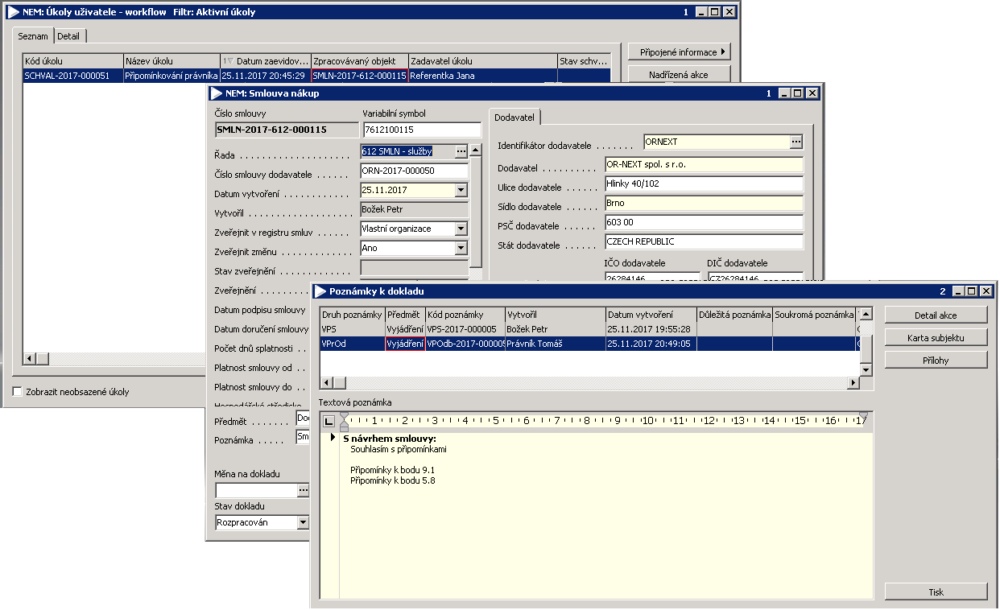 NEM: Úkoly uživatele - workflow   Filtr: Aktivní úkoly   1
Seznam   Detail
Připojené informace
Nadřízená akce
Kód úkolu   Název úkolu   1   Datum zaevidov...   Zpracovávaný objekt   Zadavatel úkolu   Stav schv...
SCHVAL-2017-000051   Připomínkování právníka   25.11.2017 20:45:29   SMLN-2017-612-000115   Referentka Jana
Zobrazit neobsazené úkoly
NEM: Smlouva nákup   1
Číslo smlouvy   Variabilní symbol
SMLN-2017-612-000115   7612100115
Řada . . . . . . . . . . . . . . . . . .   612 SMLN - služby   ...
Číslo smlouvy dodavatele . . . . . .   ORN-2017-000050
Datum vytvoření . . . . . . . . . . . .   25.11.2017
Vytvořil . . . . . . . . . . . . . . . . .   Božek Petr
Zveřejnit v registru smluv . . . . . .   Vlastní organizace
Zveřejnit změnu . . . . . . . . . . . .   Ano
Stav zveřejnění . . . . . . . . . . . . .
Zveřejnění . . . .
Datum podpisu smlouvy
Datum doručení smlouvy
Počet dnů splatnosti . .
Platnost smlouvy od . .
Platnost smlouvy do . .
Hospodářské středisko
Předmět . . . . . . .
Poznámka . . . . .
Měna na dokladu
...
Stav dokladu
Rozpracován
Dodavatel
Identifikátor dodavatele . . . . . . .   ORNEXT   ...
Dodavatel . . . . . . . . . .   OR-NEXT spol. s r.o.
Ulice dodavatele . . . . . .   Hlinky 40/102
Sídlo dodavatele . . . . . .   Brno
PSČ dodavatele . . . . . .   603 00
Stát dodavatele . . . . . .   CZECH REPUBLIC
IČO dodavatele   DIČ dodavatele
26284146   CZ26284146
Poznámky k dokladu   2
Druh poznámky   Předmět   Kód poznámky   Vytvořil   Datum vytvoření   Důležitá poznámka   Soukromá poznámka
VPS   Vyjádření   VPS-2017-000005   Božek Petr   25.11.2017 19:55:28
VPrOd   Vyjádření   VPOdb-2017-000005   Právník Tomáš   25.11.2017 20:49:05
Detail akce
Karta subjektu
Přílohy
Textová poznámka
1 2 3 4 5 6 7 8 9 10 11 12 13 14 15 16 17
S návrhem smlouvy:
Souhlasím s připomínkami
Připomínky k bodu 9.1
Připomínky k bodu 5.8
Tisk